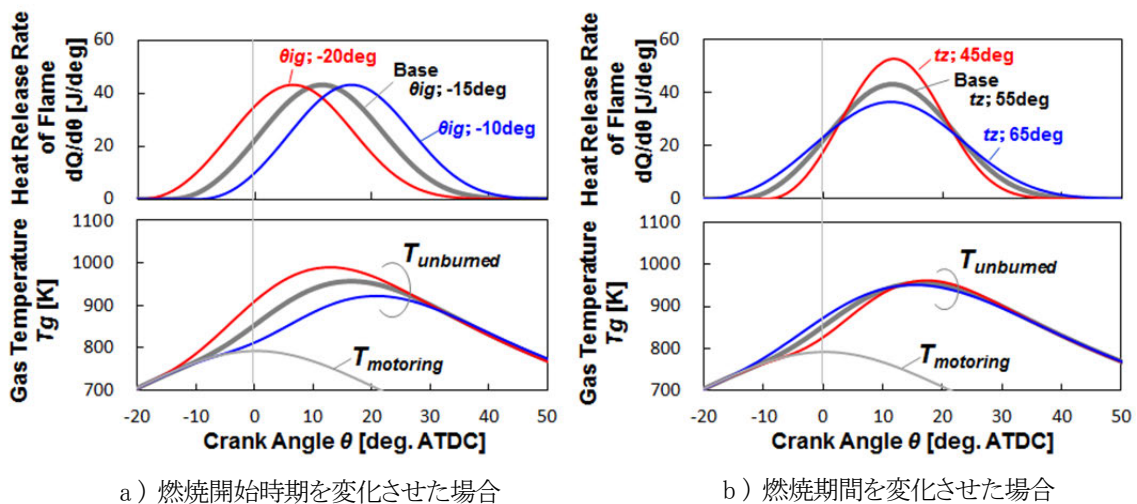 Heat Release Rate
of Flame
dQ/dθ [J/deg]
60
40
20
0
θig; -20deg
Base
θig; -15deg
θig; -10deg
Gas Temperature
Tg [K]
1100
1000
900
800
700
Tunburned
Tmotoring
-20 -10 0 10 20 30 40 50
Crank Angle θ [deg. ATDC]
a) 燃焼開始時期を変化させた場合
Heat Release Rate
of Flame
dQ/dθ [J/deg]
60
40
20
0
tz; 45deg
Base
tz; 55deg
tz; 65deg
Gas Temperature
Tg [K]
1100
1000
900
800
700
Tunburned
Tmotoring
-20 -10 0 10 20 30 40 50
Crank Angle θ [deg. ATDC]
b) 燃焼期間を変化させた場合